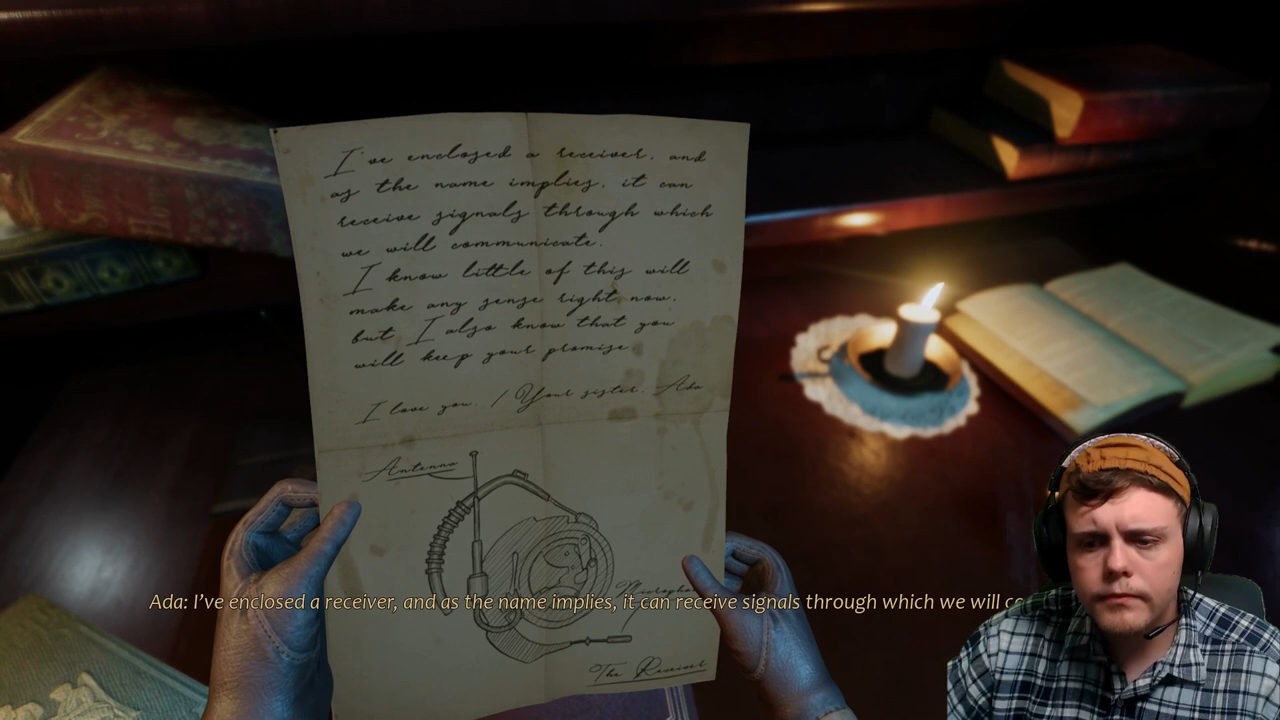 I've enclosed a receiver, and
as the name implies, it can
receive signals through which
we will communicate.
I know little of this will
make any sense right now,
but I also know that you
will keep your promise
I love you. / Your sister, Ada
Antenna
Microphone
Ada: I've enclosed a receiver, and as the name implies, it can receive signals through which we will co
The Receiver